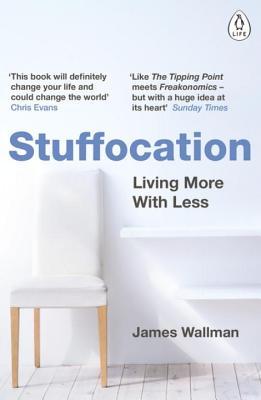 LIFE
'This book will definitely
change your life and
could change the world'
Chris Evans
'Like The Tipping Point
meets Freakonomics –
but with a huge idea at
its heart' Sunday Times
Stuffocation
Living More
With Less
James Wallman